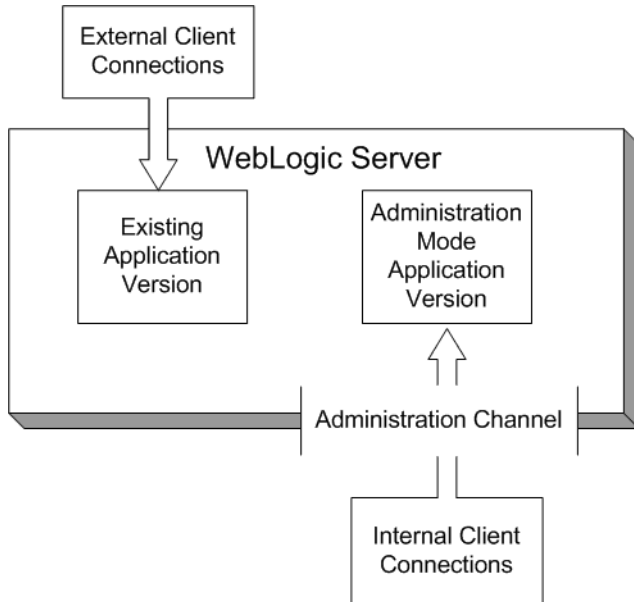 External Client
Connections
WebLogic Server
Existing
Application
Version
Administration
Mode
Application
Version
Administration Channel
Internal Client
Connections